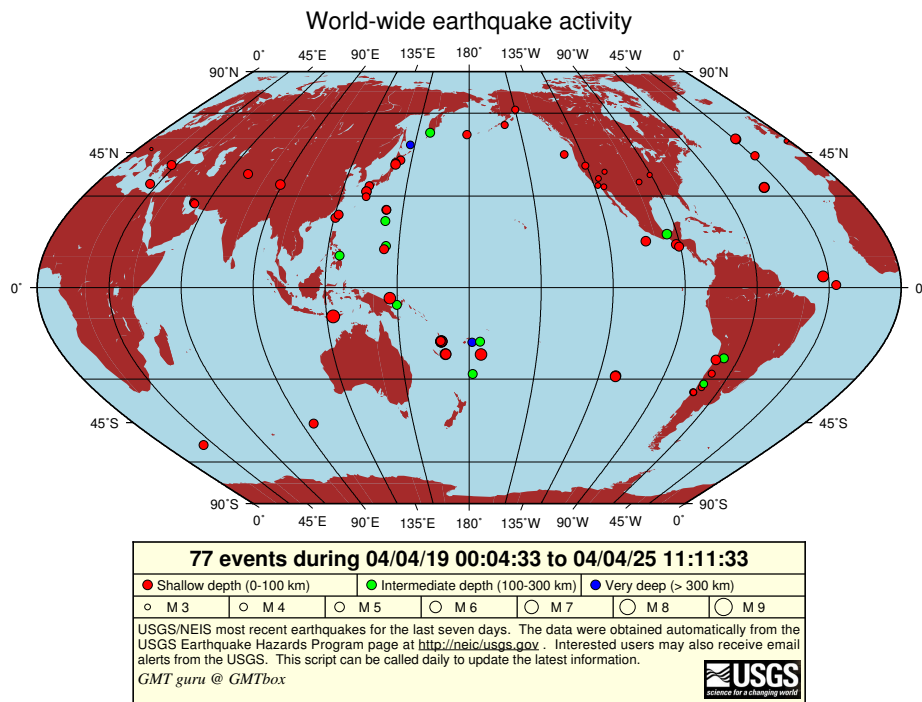 World-wide earthquake activity
0˚ 45˚E 90˚E 135˚E 180˚ 135˚W 90˚W 45˚W 0˚
90˚N 90˚N
45˚N 45˚N
0˚ 0˚
45˚S 45˚S
90˚S 90˚S
0˚ 45˚E 90˚E 135˚E 180˚ 135˚W 90˚W 45˚W 0˚
77 events during 04/04/19 00:04:33 to 04/04/25 11:11:33
Shallow depth (0-100 km) Intermediate depth (100-300 km) Very deep (> 300 km)
M 3 M 4 M 5 M 6 M 7 M 8 M 9
USGS/NEIS most recent earthquakes for the last seven days. The data were obtained automatically from the
USGS Earthquake Hazards Program page at http://neic/usgs.gov . Interested users may also receive email
alerts from the USGS. This script can be called daily to update the latest information.
GMT guru @ GMTbox
USGS
science for a changing world